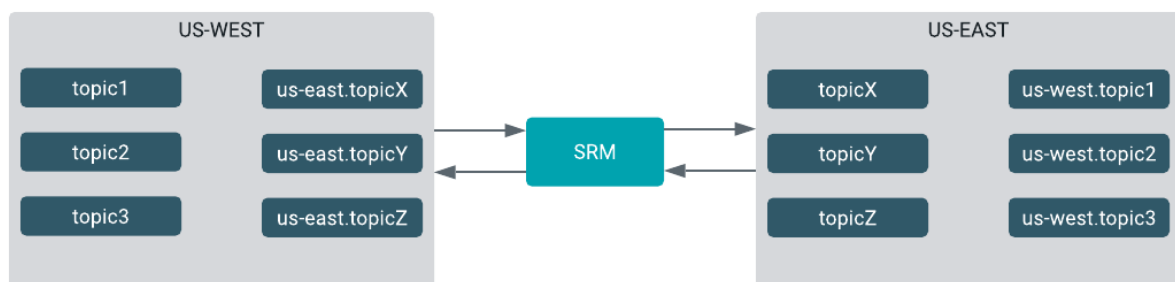 US-WEST
topic1
us-east.topicX
topic2
us-east.topicY
topic3
us-east.topicZ
SRM
US-EAST
topicX
us-west.topic1
topicY
us-west.topic2
topicZ
us-west.topic3